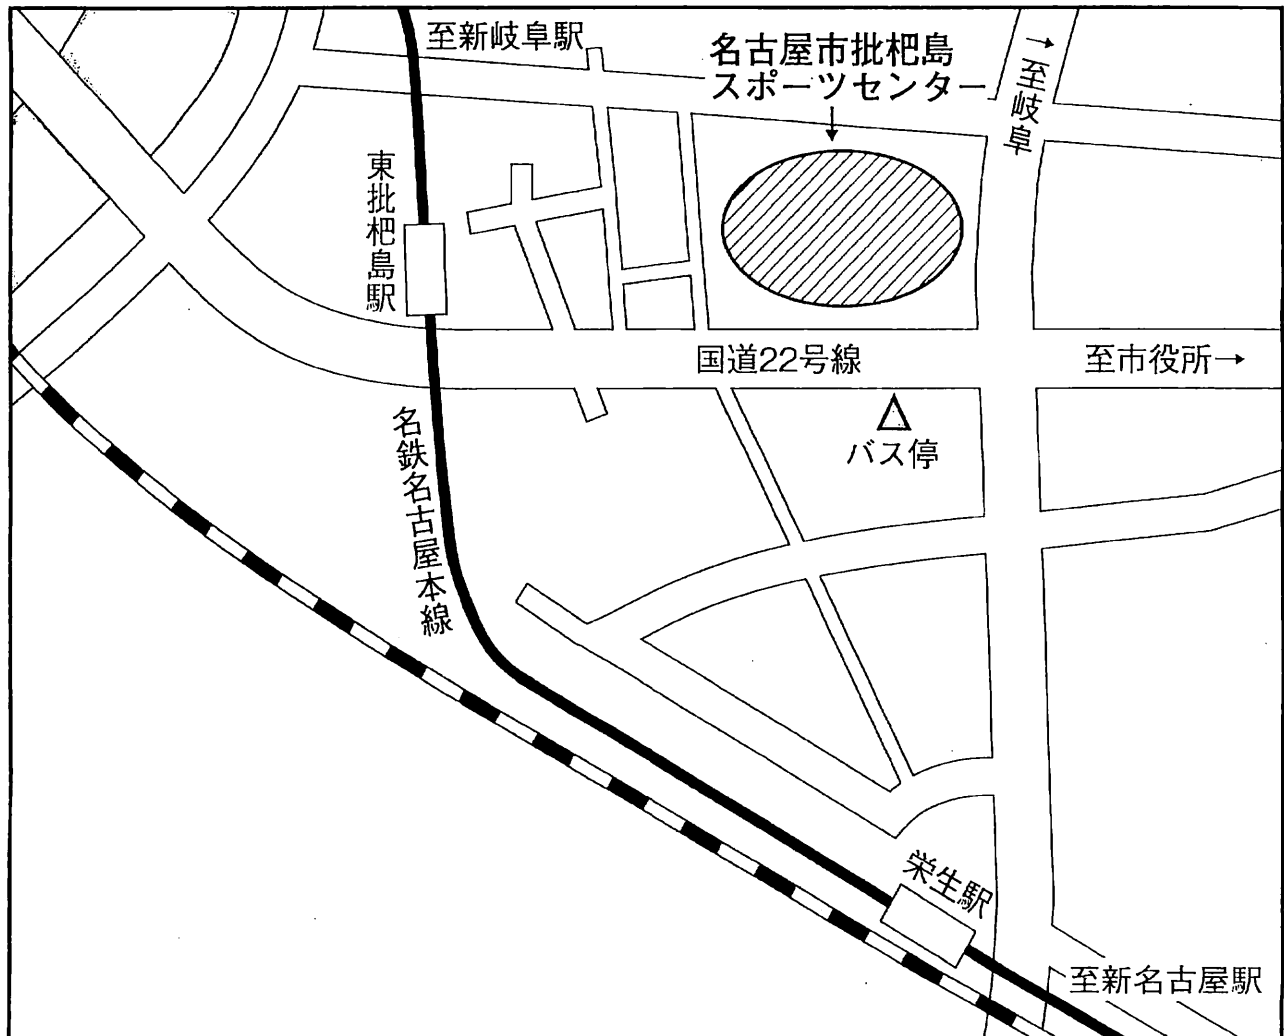 至新岐阜駅
名古屋市批杷島
スポーツセンター
→至岐阜
東批杷島駅
国道22号線
至市役所→
バス停
名鉄名古屋本線
栄生駅
至新名古屋駅